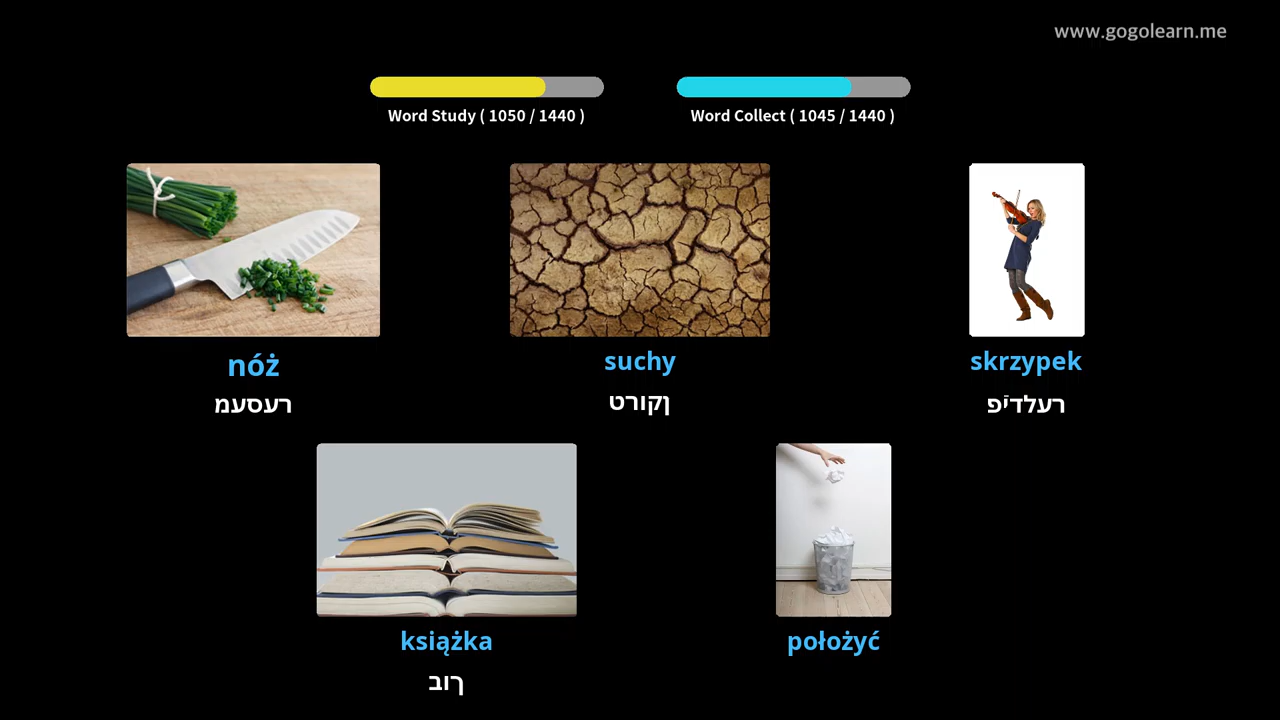 www.gogolearn.me
Word Study ( 1050 / 1440 )
Word Collect ( 1045 / 1440 )
nóż
suchy
skrzypek
מעסער
טרוקן
פֿידלער
książka
położyć
בוך